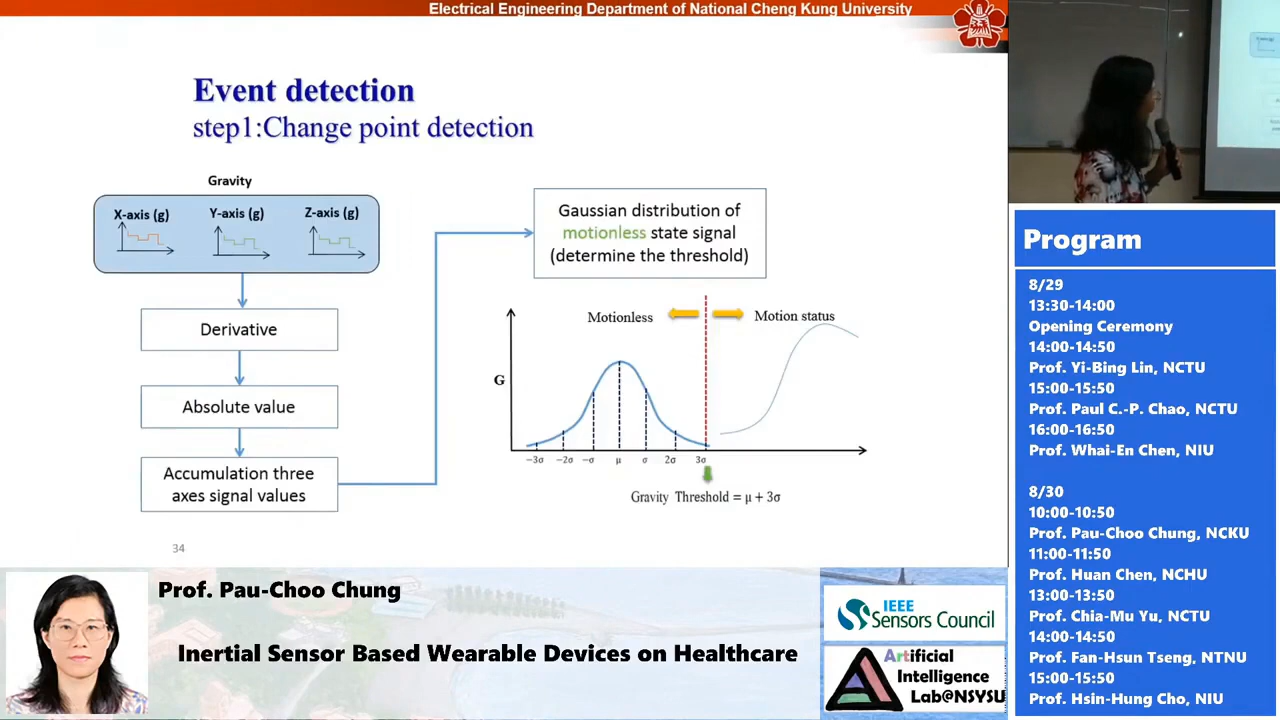 Electrical Engineering Department of National Cheng Kung University
Event detection
step1:Change point detection
Gravity
X-axis (g)
Y-axis (g)
Z-axis (g)
Derivative
Absolute value
Accumulation three
axes signal values
Gaussian distribution of
motionless state signal
(determine the threshold)
Motionless
Motion status
G
−3σ
−2σ
−σ
μ
σ
2σ
3σ
Gravity Threshold = μ + 3σ
34
Program
8/29
13:30-14:00
Opening Ceremony
14:00-14:50
Prof. Yi-Bing Lin, NCTU
15:00-15:50
Prof. Paul C.-P. Chao, NCTU
16:00-16:50
Prof. Whai-En Chen, NIU
8/30
10:00-10:50
Prof. Pau-Choo Chung, NCKU
11:00-11:50
Prof. Huan Chen, NCHU
13:00-13:50
Prof. Chia-Mu Yu, NCTU
14:00-14:50
Prof. Fan-Hsun Tseng, NTNU
15:00-15:50
Prof. Hsin-Hung Cho, NIU
Prof. Pau-Choo Chung
Inertial Sensor Based Wearable Devices on Healthcare
IEEE
Sensors Council
Artificial
Intelligence
Lab@NSYSU